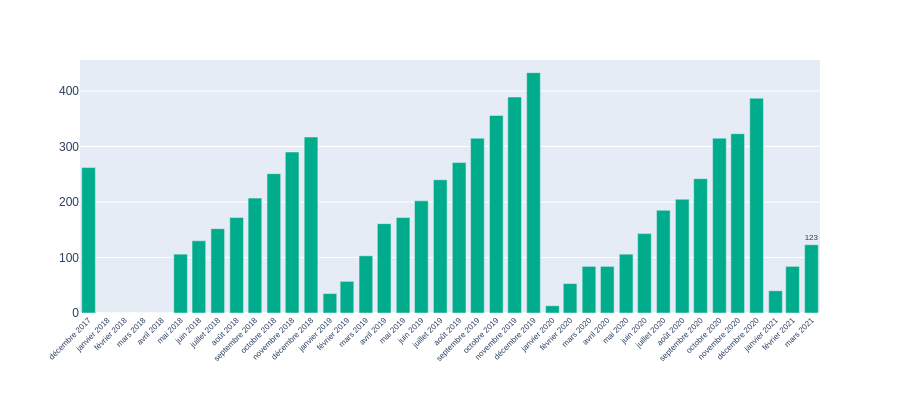 400
300
200
100
0
123
décembre 2017
janvier 2018
février 2018
mars 2018
avril 2018
mai 2018
juin 2018
juillet 2018
août 2018
septembre 2018
octobre 2018
novembre 2018
décembre 2018
janvier 2019
février 2019
mars 2019
avril 2019
mai 2019
juin 2019
juillet 2019
août 2019
septembre 2019
octobre 2019
novembre 2019
décembre 2019
janvier 2020
février 2020
mars 2020
avril 2020
mai 2020
juin 2020
juillet 2020
août 2020
septembre 2020
octobre 2020
novembre 2020
décembre 2020
janvier 2021
février 2021
mars 2021